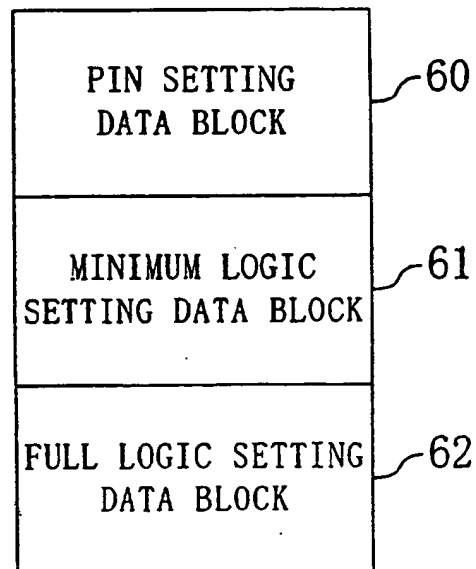 PIN SETTING
DATA BLOCK
60
MINIMUM LOGIC
SETTING DATA BLOCK
61
FULL LOGIC SETTING
DATA BLOCK
62